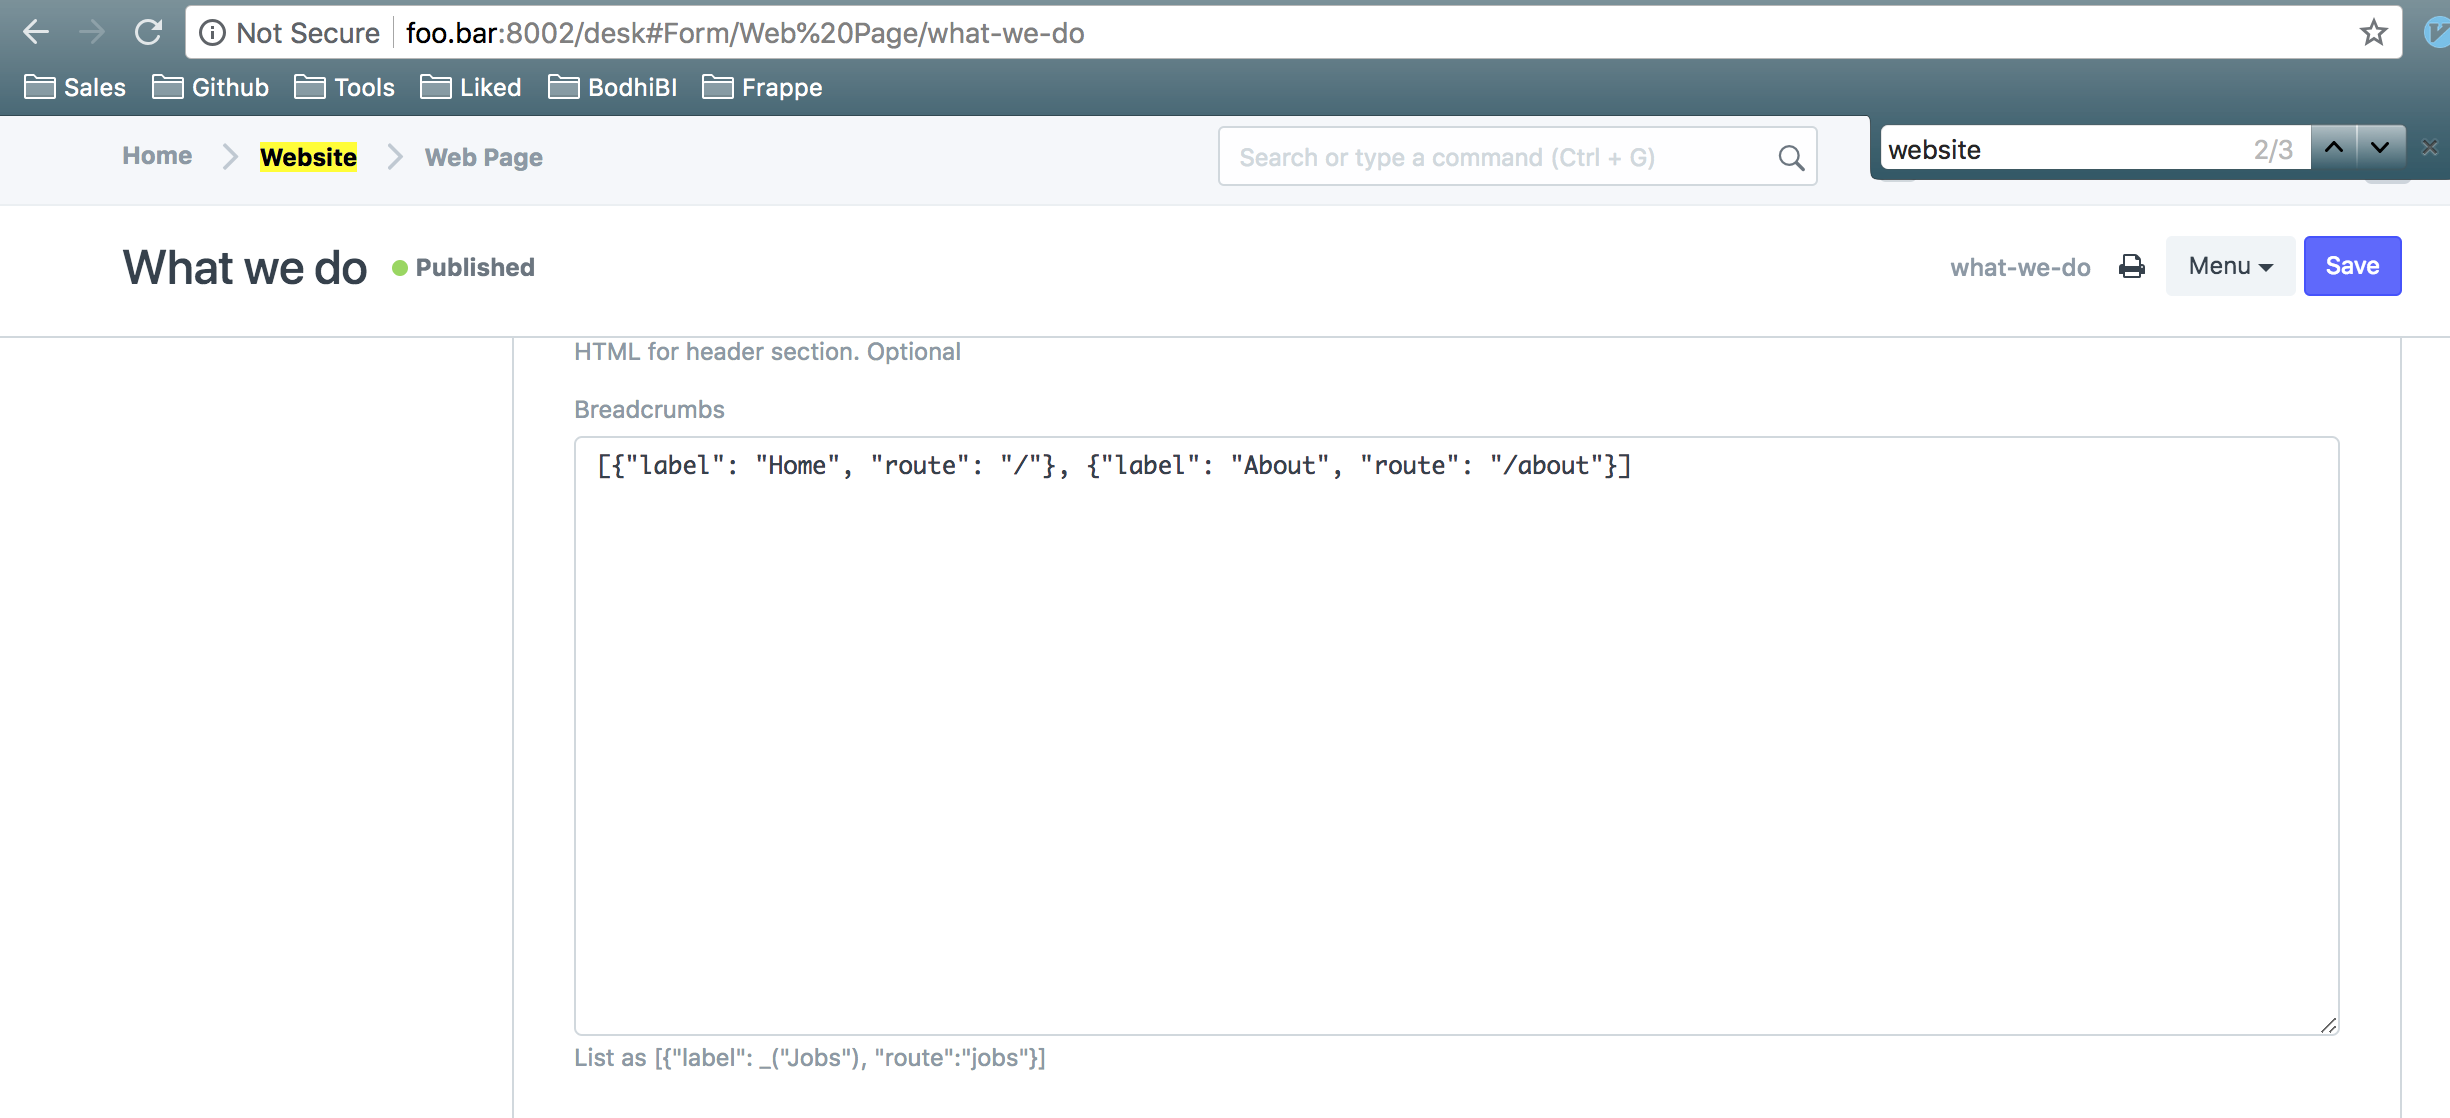 Not Secure foo.bar:8002/desk#Form/Web%20Page/what-we-do
Sales Github Tools Liked BodhiBI Frappe
Home Website Web Page Search or type a command (Ctrl + G) website 2/3
What we do Published what-we-do Menu Save
HTML for header section. Optional
Breadcrumbs
[{"label": "Home", "route": "/"}, {"label": "About", "route": "/about"}]
List as [{"label": _("Jobs"), "route":"jobs"}]